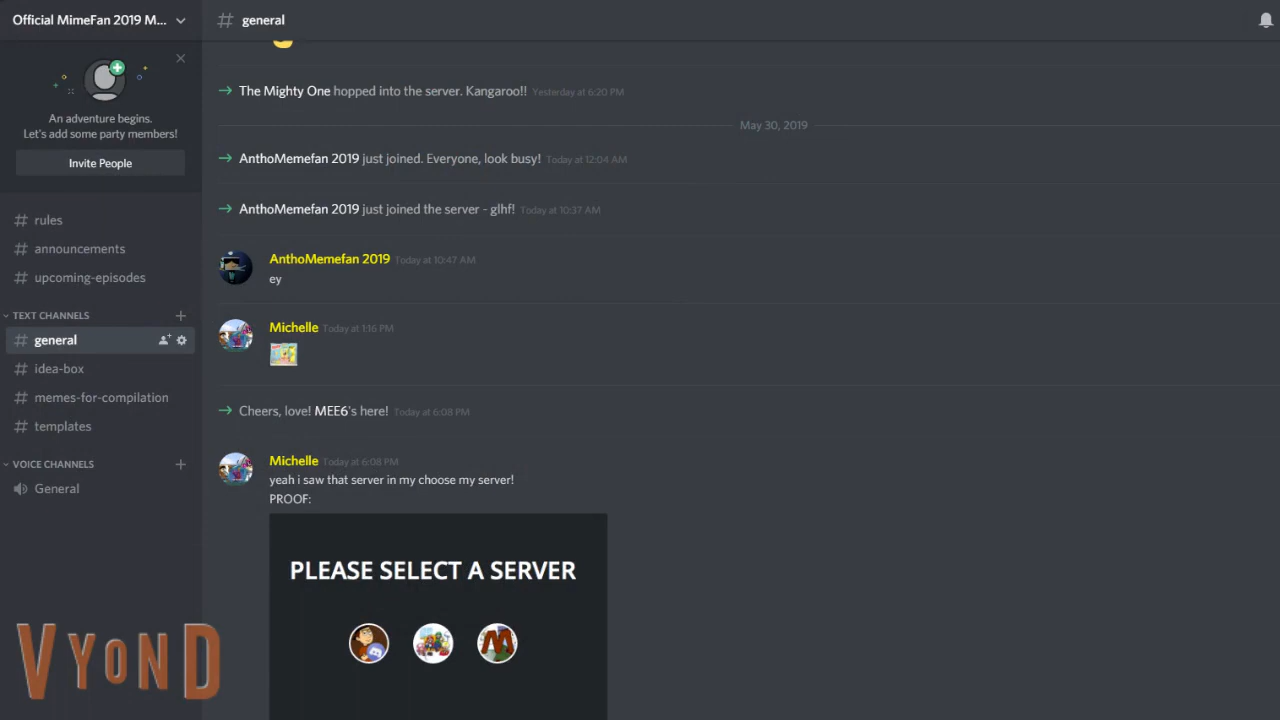 Official MimeFan 2019 M...
general
An adventure begins.
Let's add some party members!
Invite People
rules
announcements
upcoming-episodes
TEXT CHANNELS
general
idea-box
memes-for-compilation
templates
VOICE CHANNELS
General
VYOND
The Mighty One hopped into the server. Kangaroo!! Yesterday at 6:20 PM
May 30, 2019
AnthoMemefan 2019 just joined. Everyone, look busy! Today at 12:04 AM
AnthoMemefan 2019 just joined the server - glhf! Today at 10:37 AM
AnthoMemefan 2019 Today at 10:47 AM
ey
Michelle Today at 1:16 PM
Cheers, love! MEE6's here! Today at 6:08 PM
Michelle Today at 6:08 PM
yeah i saw that server in my choose my server!
PROOF:
PLEASE SELECT A SERVER
M